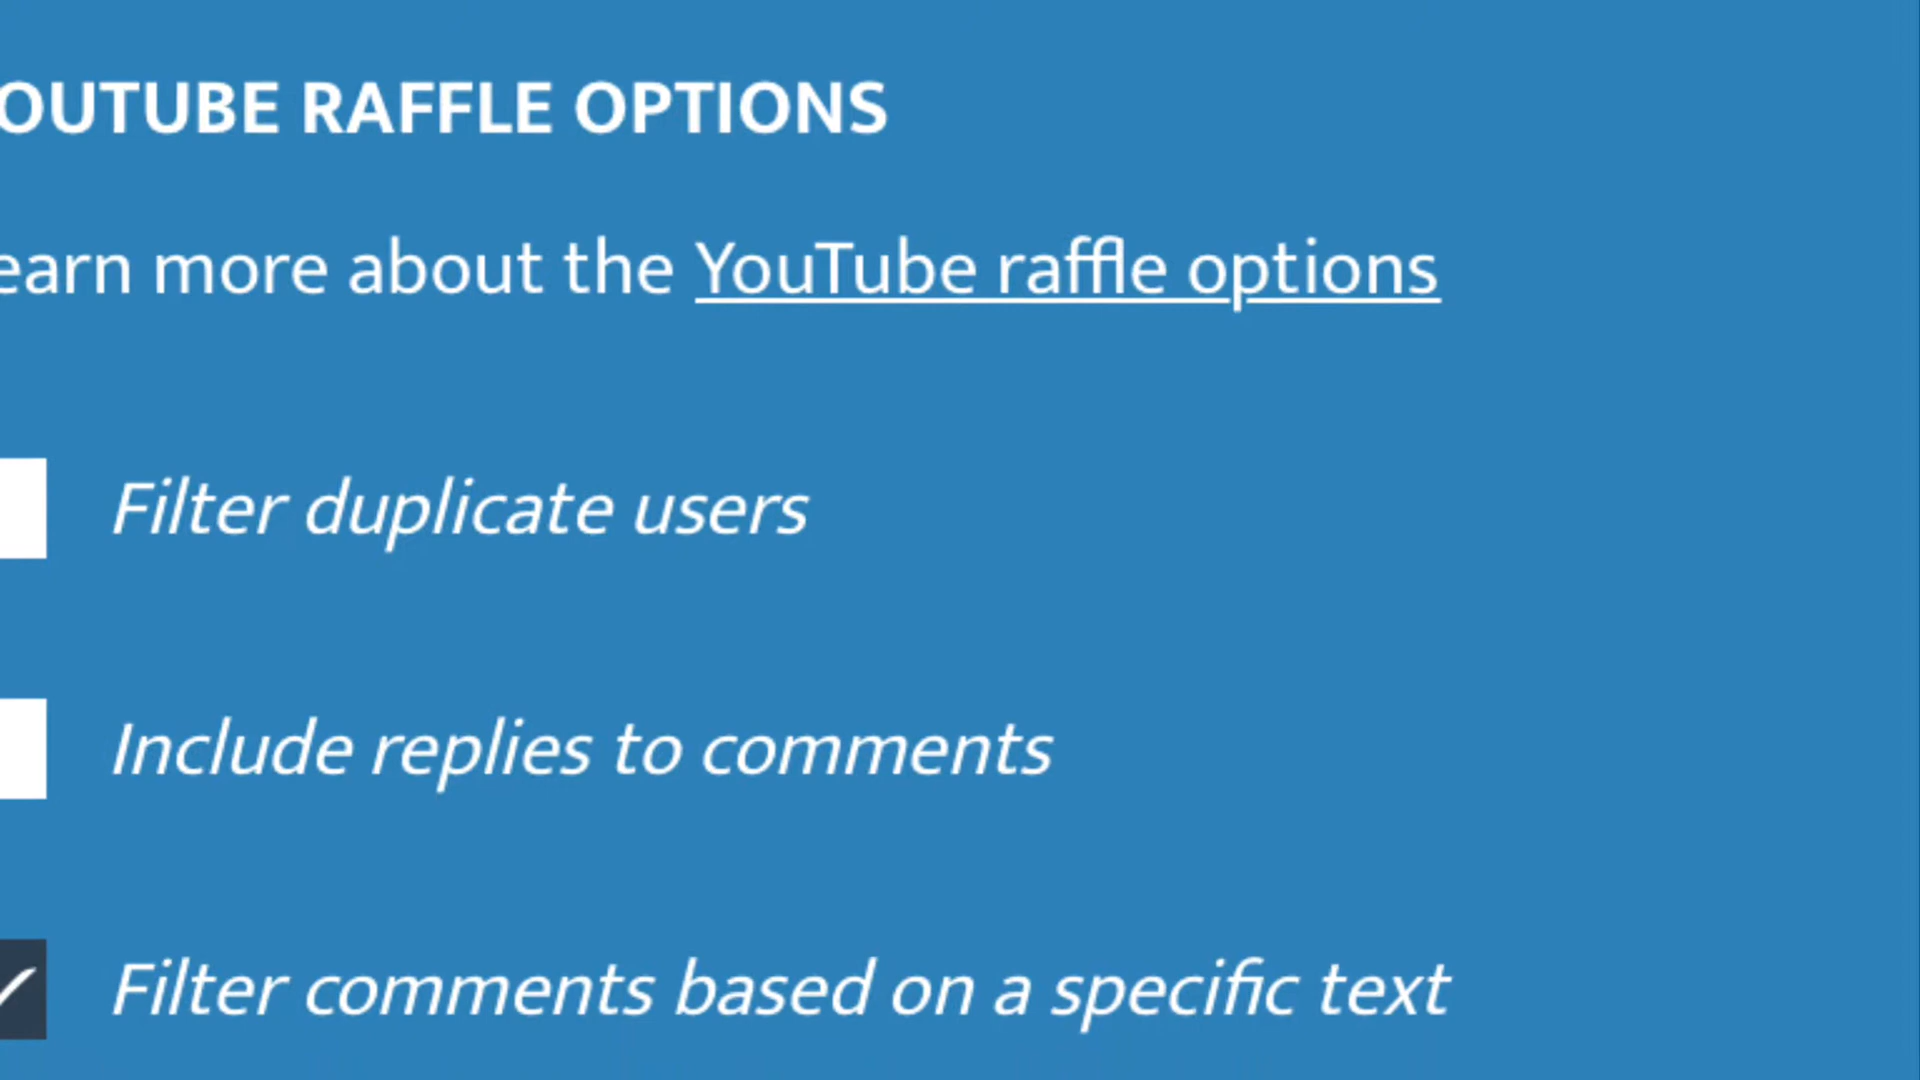 OUTUBE RAFFLE OPTIONS
earn more about the YouTube raffle options
Filter duplicate users
Include replies to comments
Filter comments based on a specific text